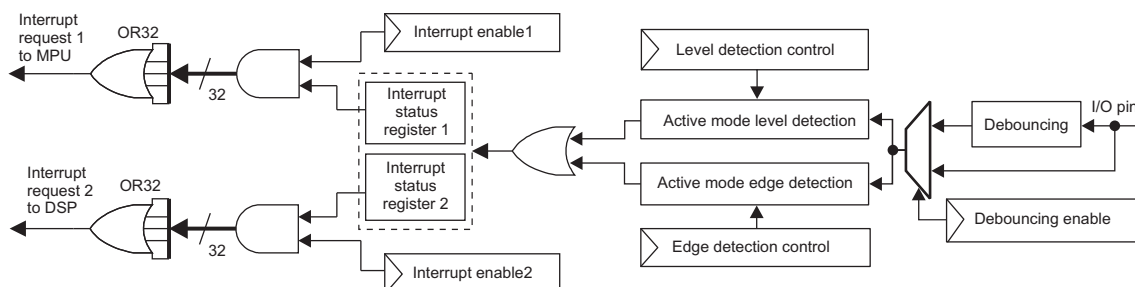 Interrupt
request 1
to MPU
OR32
32
Interrupt enable1
Interrupt
status
register 1
Interrupt
status
register 2
Interrupt
request 2
to DSP
OR32
32
Interrupt enable2
Level detection control
Active mode level detection
Active mode edge detection
Edge detection control
Debouncing
I/O pin
Debouncing enable